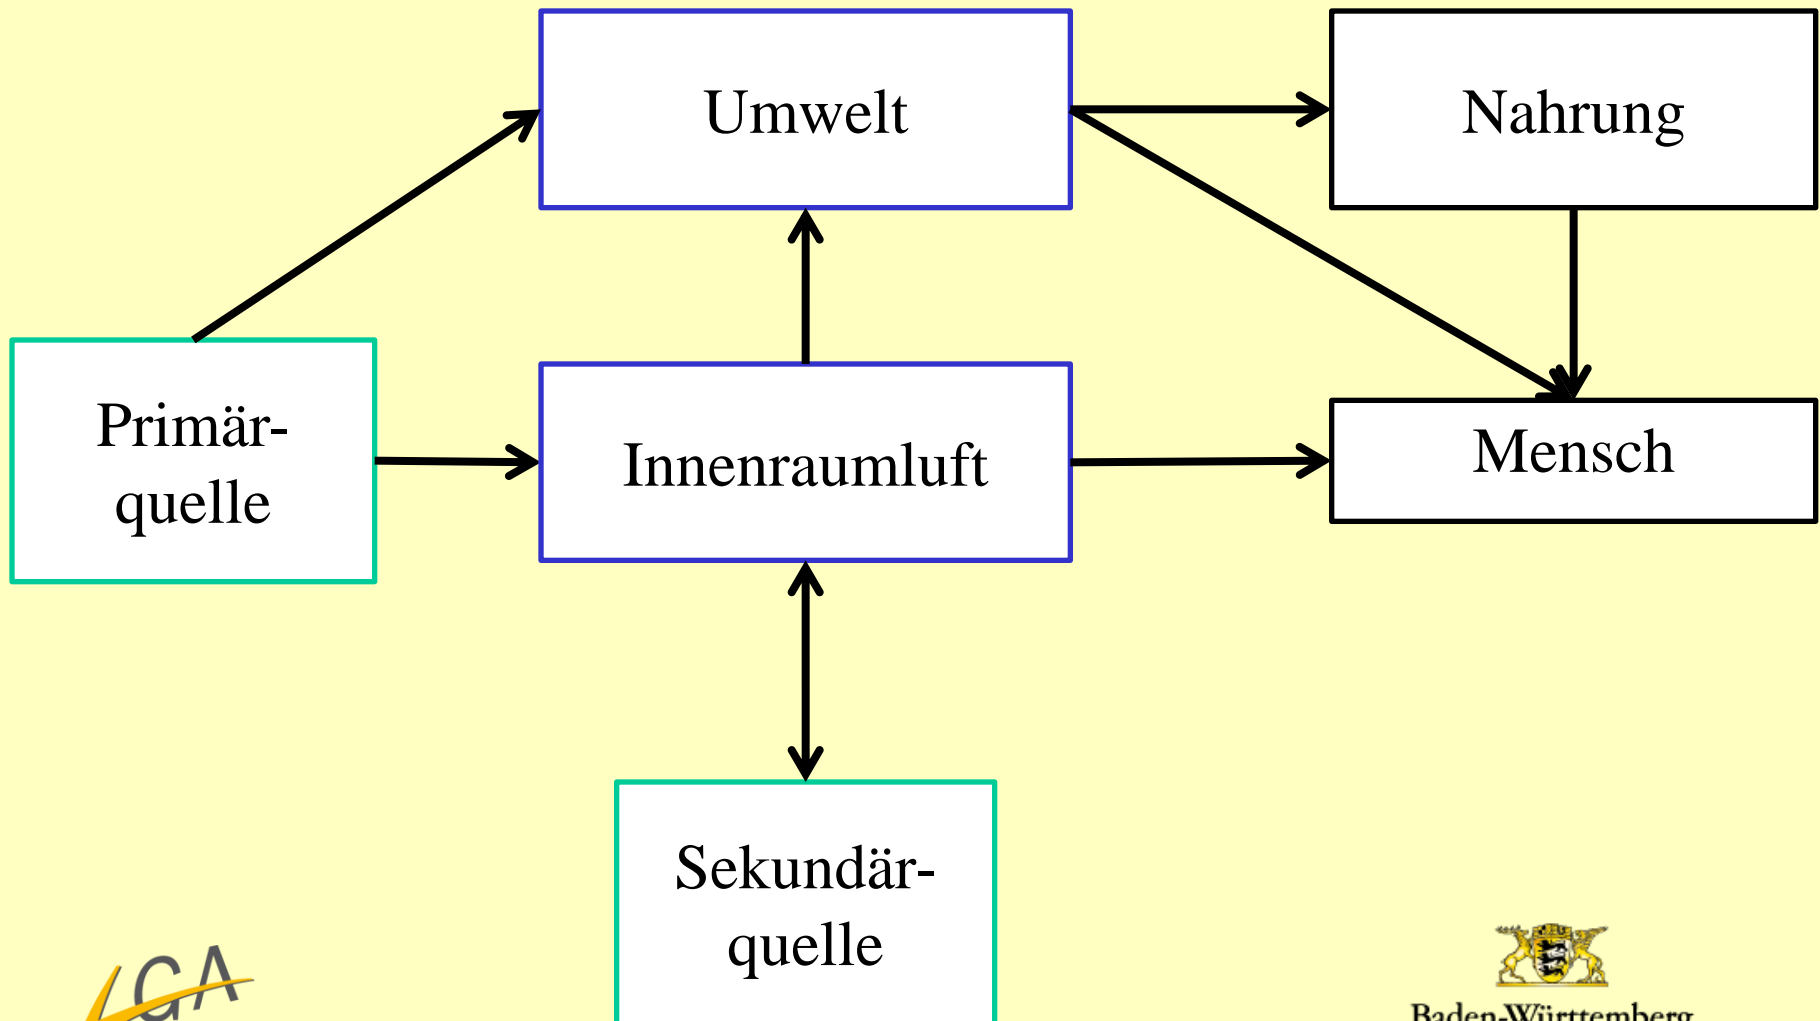 Umwelt
Nahrung
Primär-
quelle
Innenraumluft
Mensch
Sekundär-
quelle
LGA
Baden-Württemberg